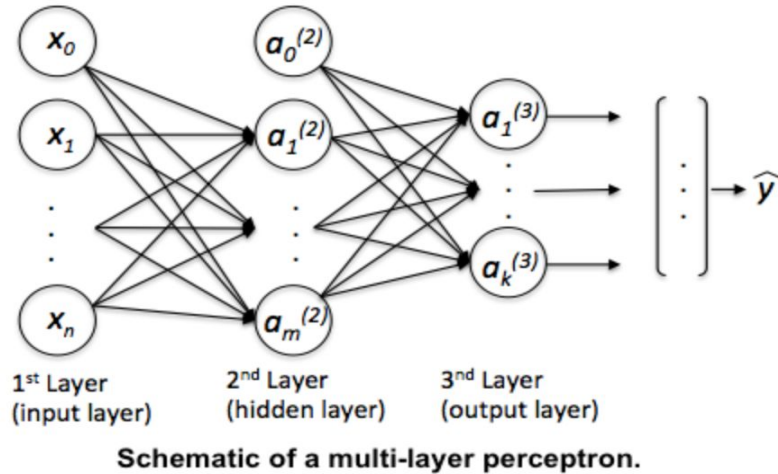 x₀ a₀⁽²⁾
x₁ a₁⁽²⁾ a₁⁽³⁾
. . . . . . . . . . . . ŷ
xₙ aₘ⁽²⁾ aₖ⁽³⁾
1ˢᵗ Layer 2ⁿᵈ Layer 3ⁿᵈ Layer
(input layer) (hidden layer) (output layer)
Schematic of a multi-layer perceptron.